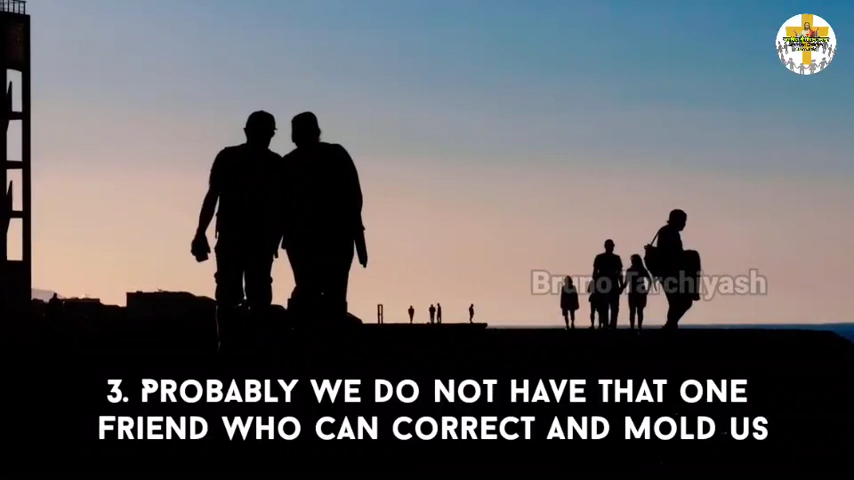 Bruno Tarchiyash
3. PROBABLY WE DO NOT HAVE THAT ONE
FRIEND WHO CAN CORRECT AND MOLD US